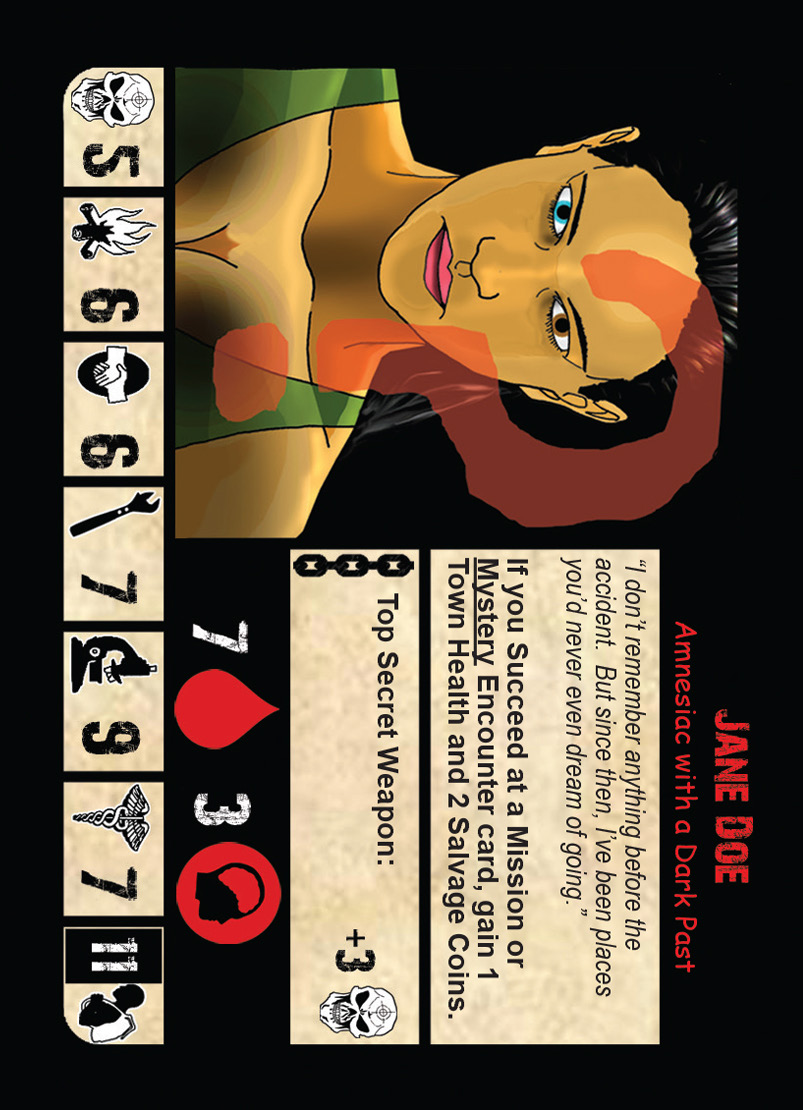 JANE DOE
Amnesiac with a Dark Past
“I don’t remember anything before the
accident. But since then, I’ve been places
you’d never even dream of going.”
If you Succeed at a Mission or
Mystery Encounter card, gain 1
Town Health and 2 Salvage Coins.
Top Secret Weapon: +3
7 3
5 6 6 7 9 7 11